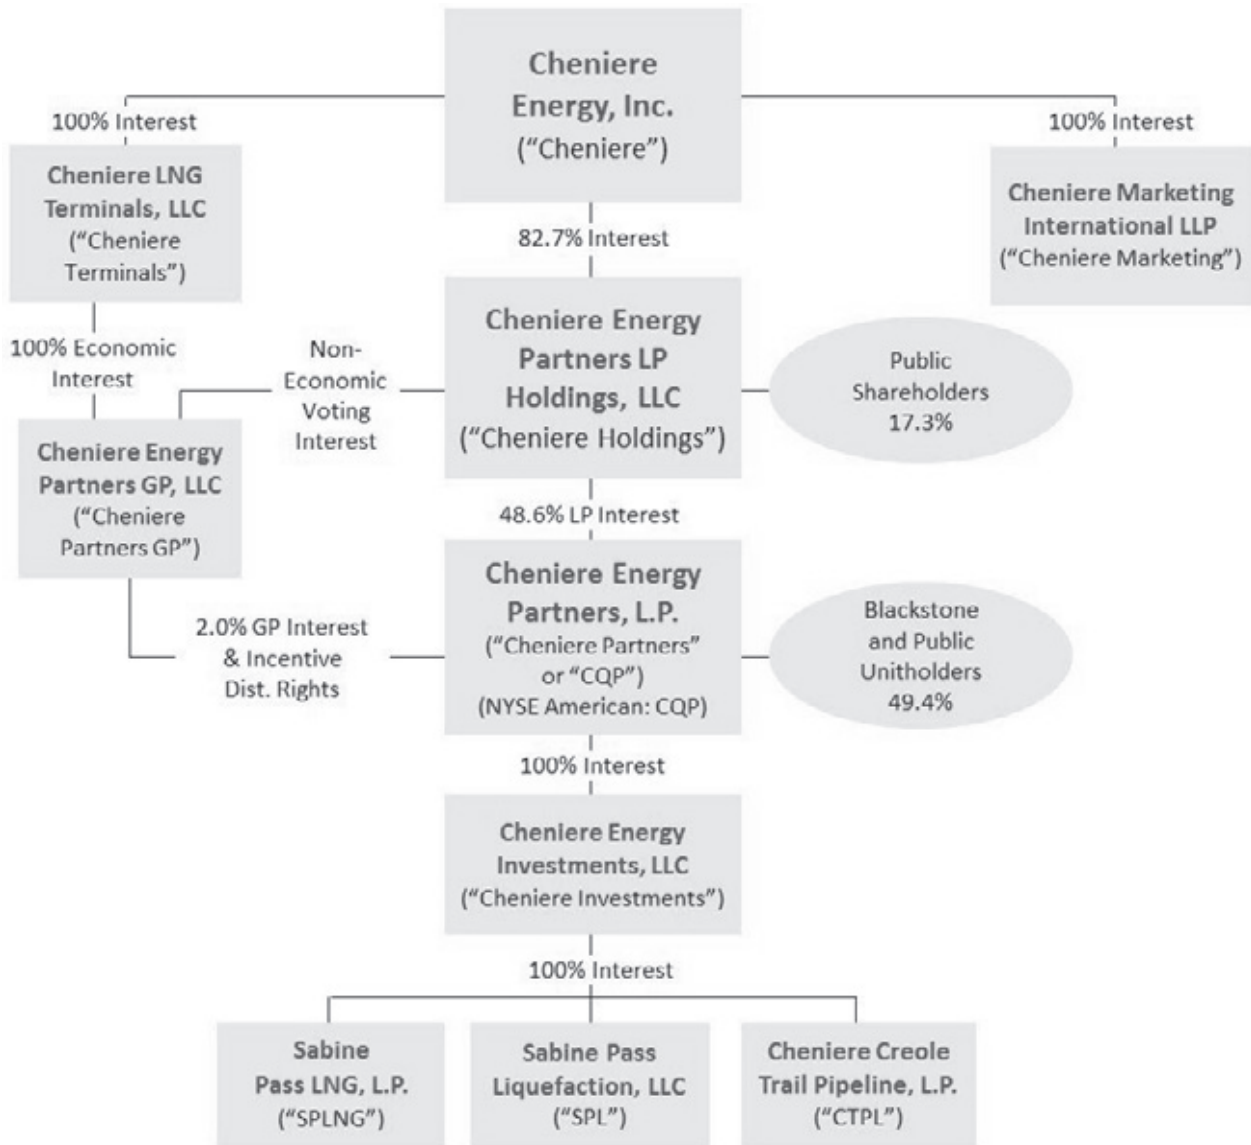 Cheniere
Energy, Inc.
(“Cheniere”)
100% Interest
100% Interest
Cheniere LNG
Terminals, LLC
(“Cheniere
Terminals”)
82.7% Interest
Cheniere Marketing
International LLP
(“Cheniere Marketing”)
100% Economic
Interest
Non-
Economic
Voting
Interest
Cheniere Energy
Partners LP
Holdings, LLC
(“Cheniere Holdings”)
Public
Shareholders
17.3%
Cheniere Energy
Partners GP, LLC
(“Cheniere
Partners GP”)
48.6% LP Interest
2.0% GP Interest
& Incentive
Dist. Rights
Cheniere Energy
Partners, L.P.
(“Cheniere Partners”
or “CQP”)
(NYSE American: CQP)
Blackstone
and Public
Unitholders
49.4%
100% Interest
Cheniere Energy
Investments, LLC
(“Cheniere Investments”)
100% Interest
Sabine
Pass LNG, L.P.
(“SPLNG”)
Sabine Pass
Liquefaction, LLC
(“SPL”)
Cheniere Creole
Trail Pipeline, L.P.
(“CTPL”)